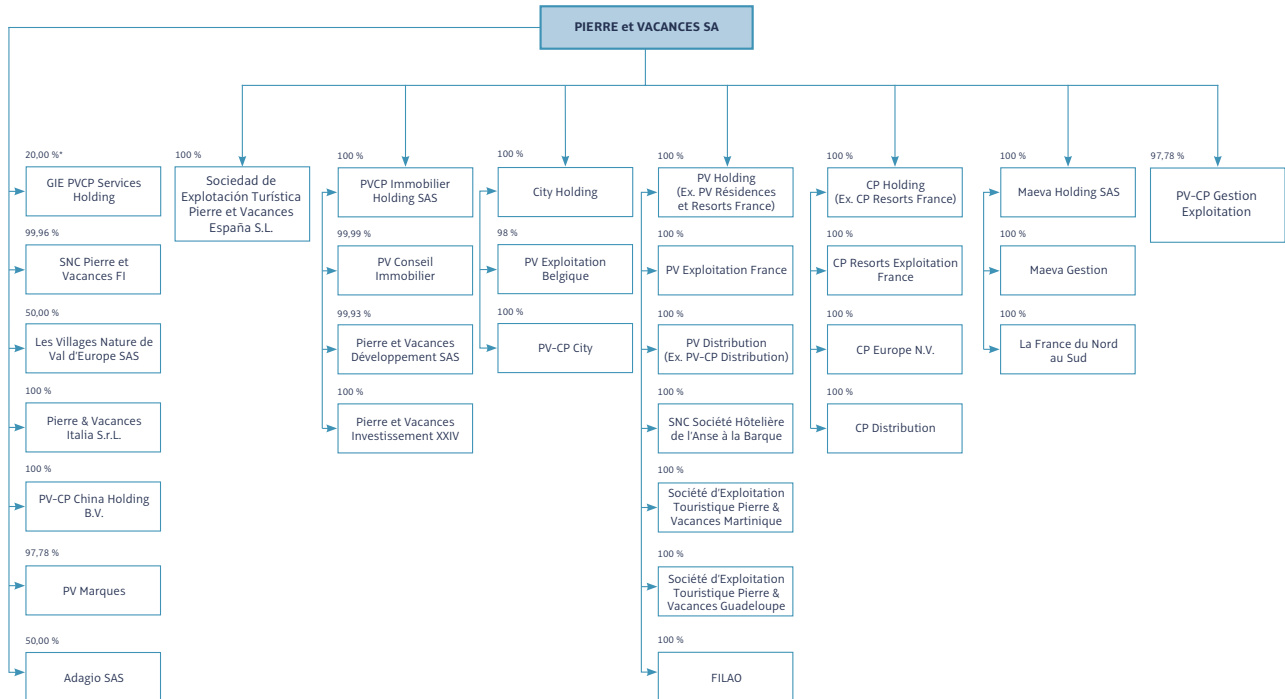 PIERRE et VACANCES SA
20,00 %*
GIE PVCP Services
Holding
99,96 %
SNC Pierre et
Vacances FI
50,00 %
Les Villages Nature de
Val d'Europe SAS
100 %
Pierre & Vacances
Italia S.r.L.
100 %
PV-CP China Holding
B.V.
97,78 %
PV Marques
50,00 %
Adagio SAS
100 %
Sociedad de
Explotación Turística
Pierre et Vacances
España S.L.
100 %
PVCP Immobilier
Holding SAS
99,99 %
PV Conseil
Immobilier
99,93 %
Pierre et Vacances
Développement SAS
100 %
Pierre et Vacances
Investissement XXIV
100 %
City Holding
98 %
PV Exploitation
Belgique
100 %
PV-CP City
100 %
PV Holding
(Ex. PV Résidences
et Resorts France)
100 %
PV Exploitation France
100 %
PV Distribution
(Ex. PV-CP Distribution)
100 %
SNC Société Hôtelière
de l'Anse à la Barque
100 %
Société d'Exploitation
Touristique Pierre &
Vacances Martinique
100 %
Société d'Exploitation
Touristique Pierre &
Vacances Guadeloupe
100 %
FILAO
100 %
CP Holding
(Ex. CP Resorts France)
100 %
CP Resorts Exploitation
France
100 %
CP Europe N.V.
100 %
CP Distribution
100 %
Maeva Holding SAS
100 %
Maeva Gestion
100 %
La France du Nord
au Sud
97,78 %
PV-CP Gestion
Exploitation